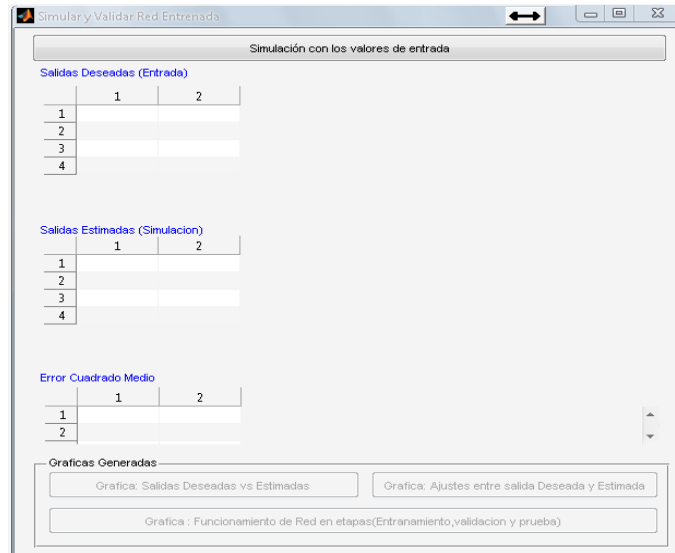 Simular y Validar Red Entrenada
Simulación con los valores de entrada
Salidas Deseadas (Entrada)
1 2
1
2
3
4
Salidas Estimadas (Simulacion)
1 2
1
2
3
4
Error Cuadrado Medio
1 2
1
2
Graficas Generadas
Grafica: Salidas Deseadas vs Estimadas Grafica: Ajustes entre salida Deseada y Estimada
Grafica : Funcionamiento de Red en etapas(Entranamiento,validacion y prueba)